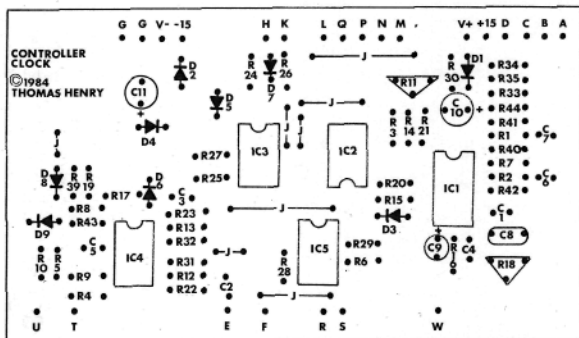 G G V- -15 H K L Q P N M , V+ +15 D C B A
CONTROLLER
CLOCK
©1984
THOMAS HENRY
D2
C11
+
D4
D5
R24
D7
R26
J
J
R11
R30
D1
C10
+
R34
R35
R33
R44
R41
R1
R40
R7
R2
R42
C7
C6
J
D8
R39
R19
R17
D6
C3
R27
R25
IC3
J
J
IC2
R3
R14
R21
IC1
R20
R15
D3
D9
R8
R43
C5
R10
R5
R9
R4
IC4
R23
R13
R32
R31
R12
R22
J
J
C2
R28
J
IC5
R29
R6
+
C9
R16
C4
C1
C8
R18
U T E F R S W